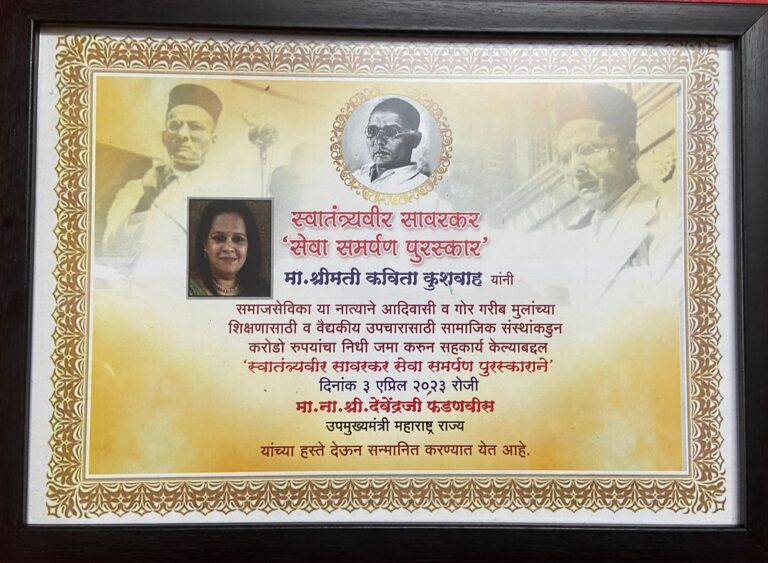 स्वातंत्र्यवीर सावरकर
'सेवा समर्पण पुरस्कार'
मा.श्रीमती कविता कुशवाह यांनी
समाजसेविका या नात्याने आदिवासी व गोर गरीब मुलांच्या
शिक्षणासाठी व वैद्यकीय उपचारासाठी सामाजिक संस्थांकडुन
करोडो रुपयांचा निधी जमा करुन सहकार्य केल्याबद्दल
'स्वातंत्र्यवीर सावरकर सेवा समर्पण पुरस्काराने'
दिनांक ३ एप्रिल २०२३ रोजी
मा.ना.श्री.देवेंद्रजी फडणवीस
उपमुख्यमंत्री महाराष्ट्र राज्य
यांच्या हस्ते देऊन सन्मानित करण्यात येत आहे.